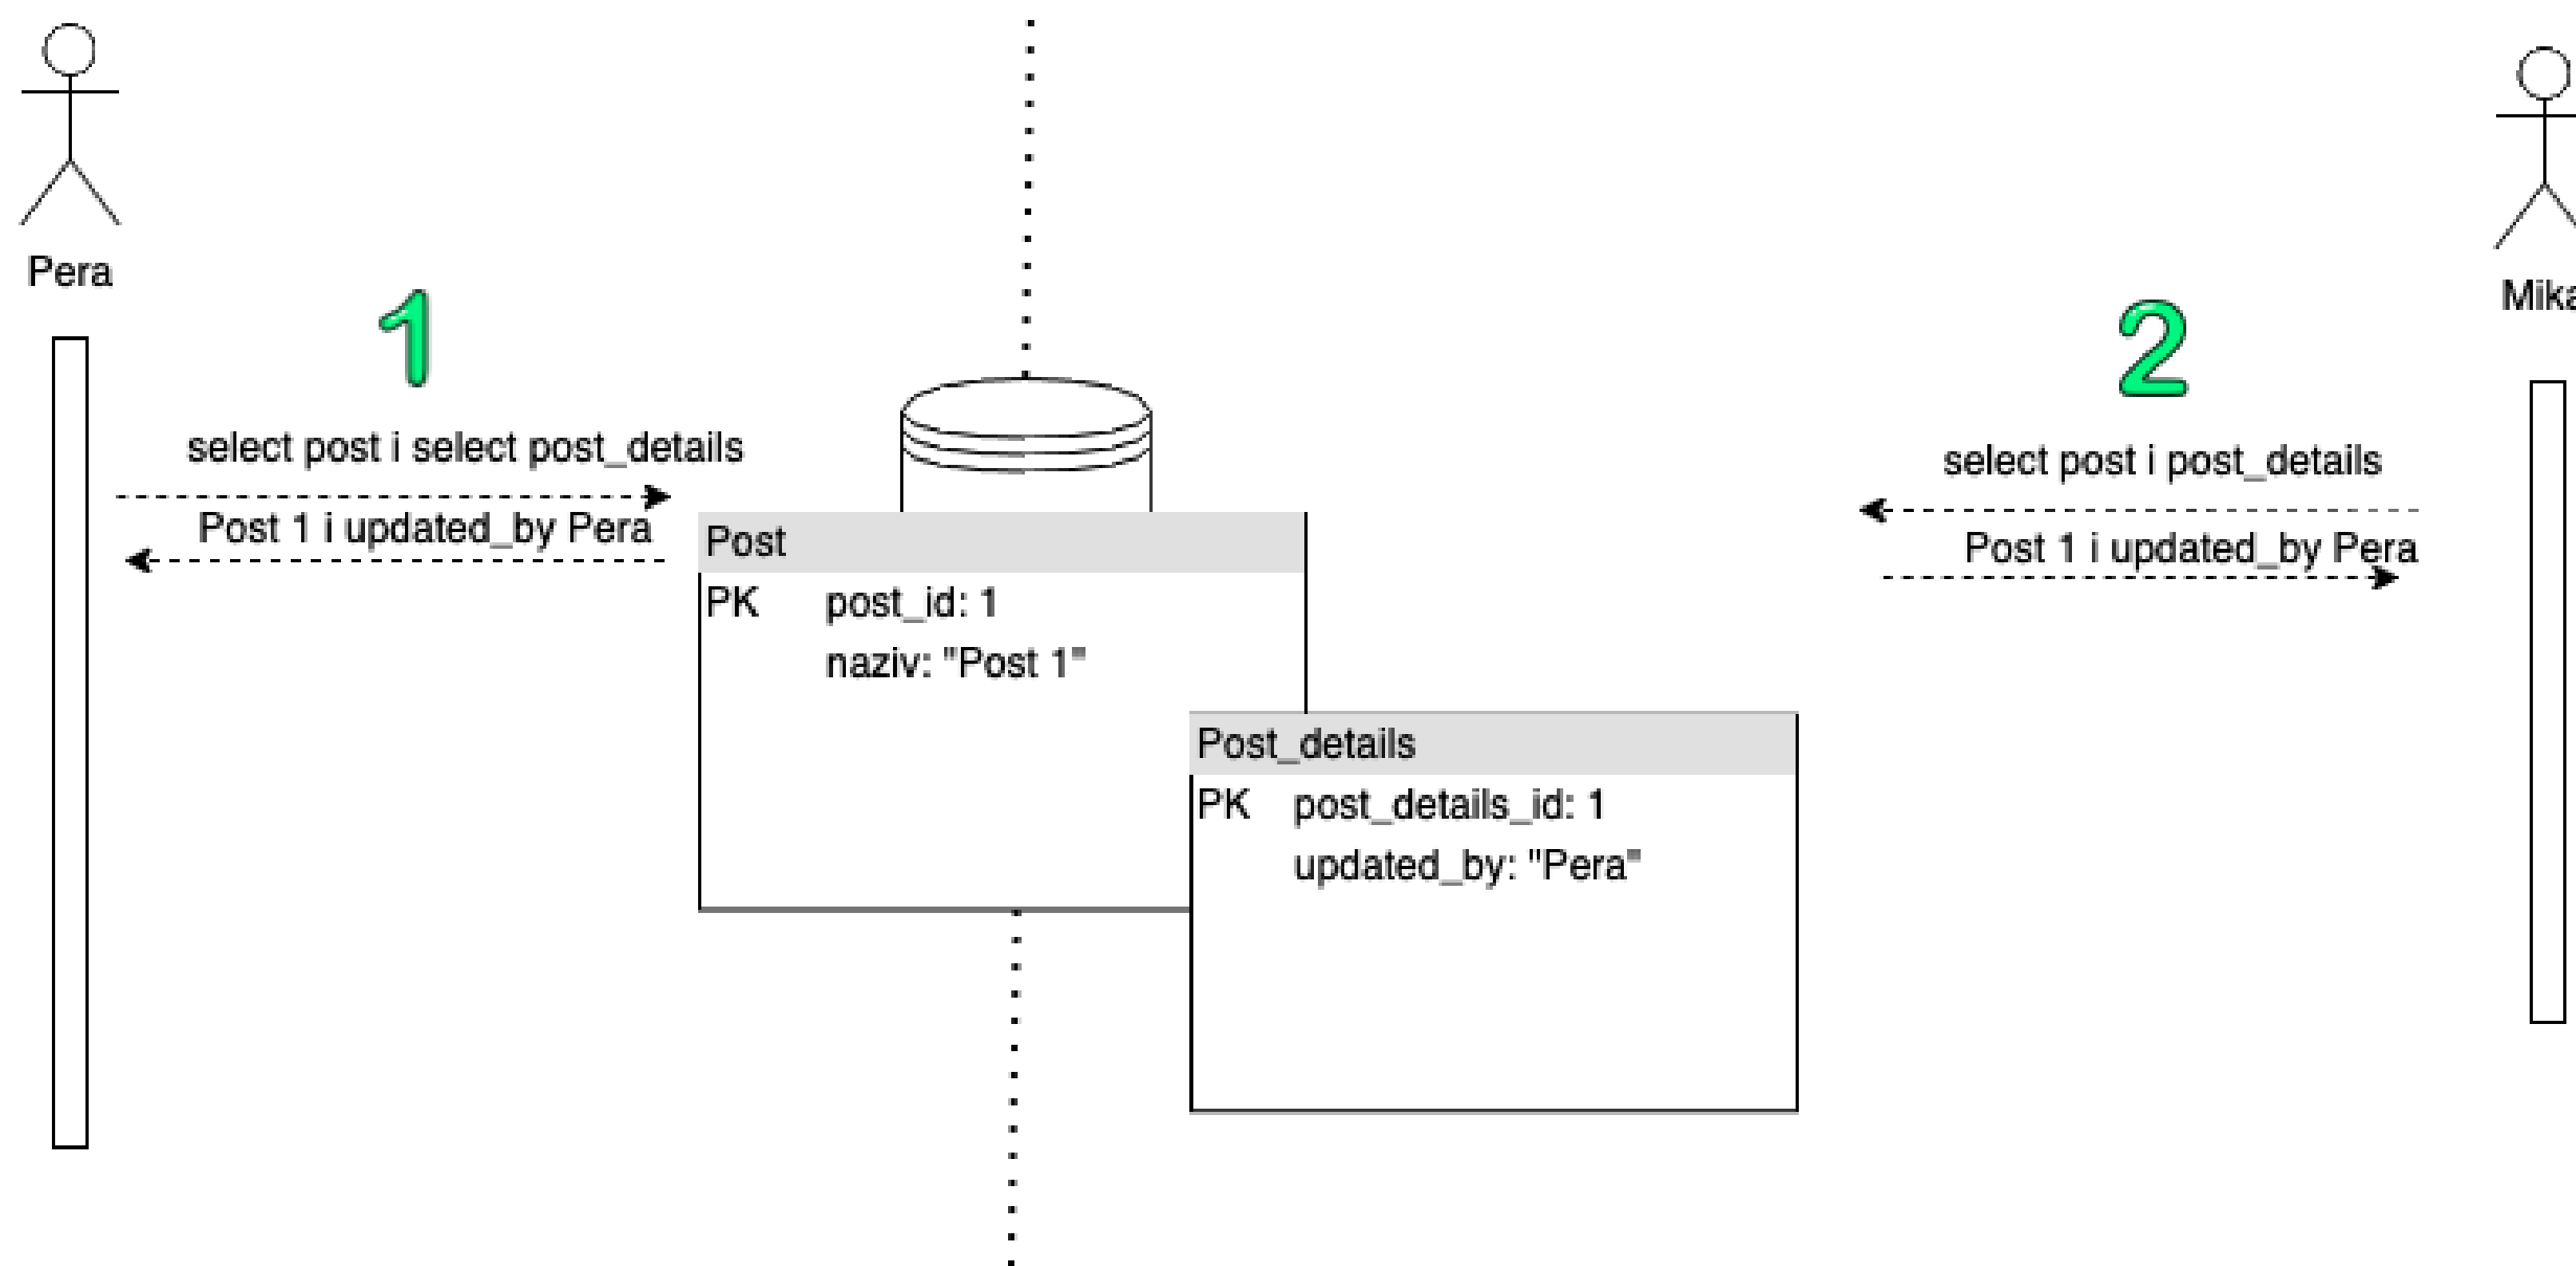 Pera
1
select post i select post_details
Post 1 i updated_by Pera
Post
PK post_id: 1
naziv: "Post 1"
Post_details
PK post_details_id: 1
updated_by: "Pera"
Mika
2
select post i post_details
Post 1 i updated_by Pera